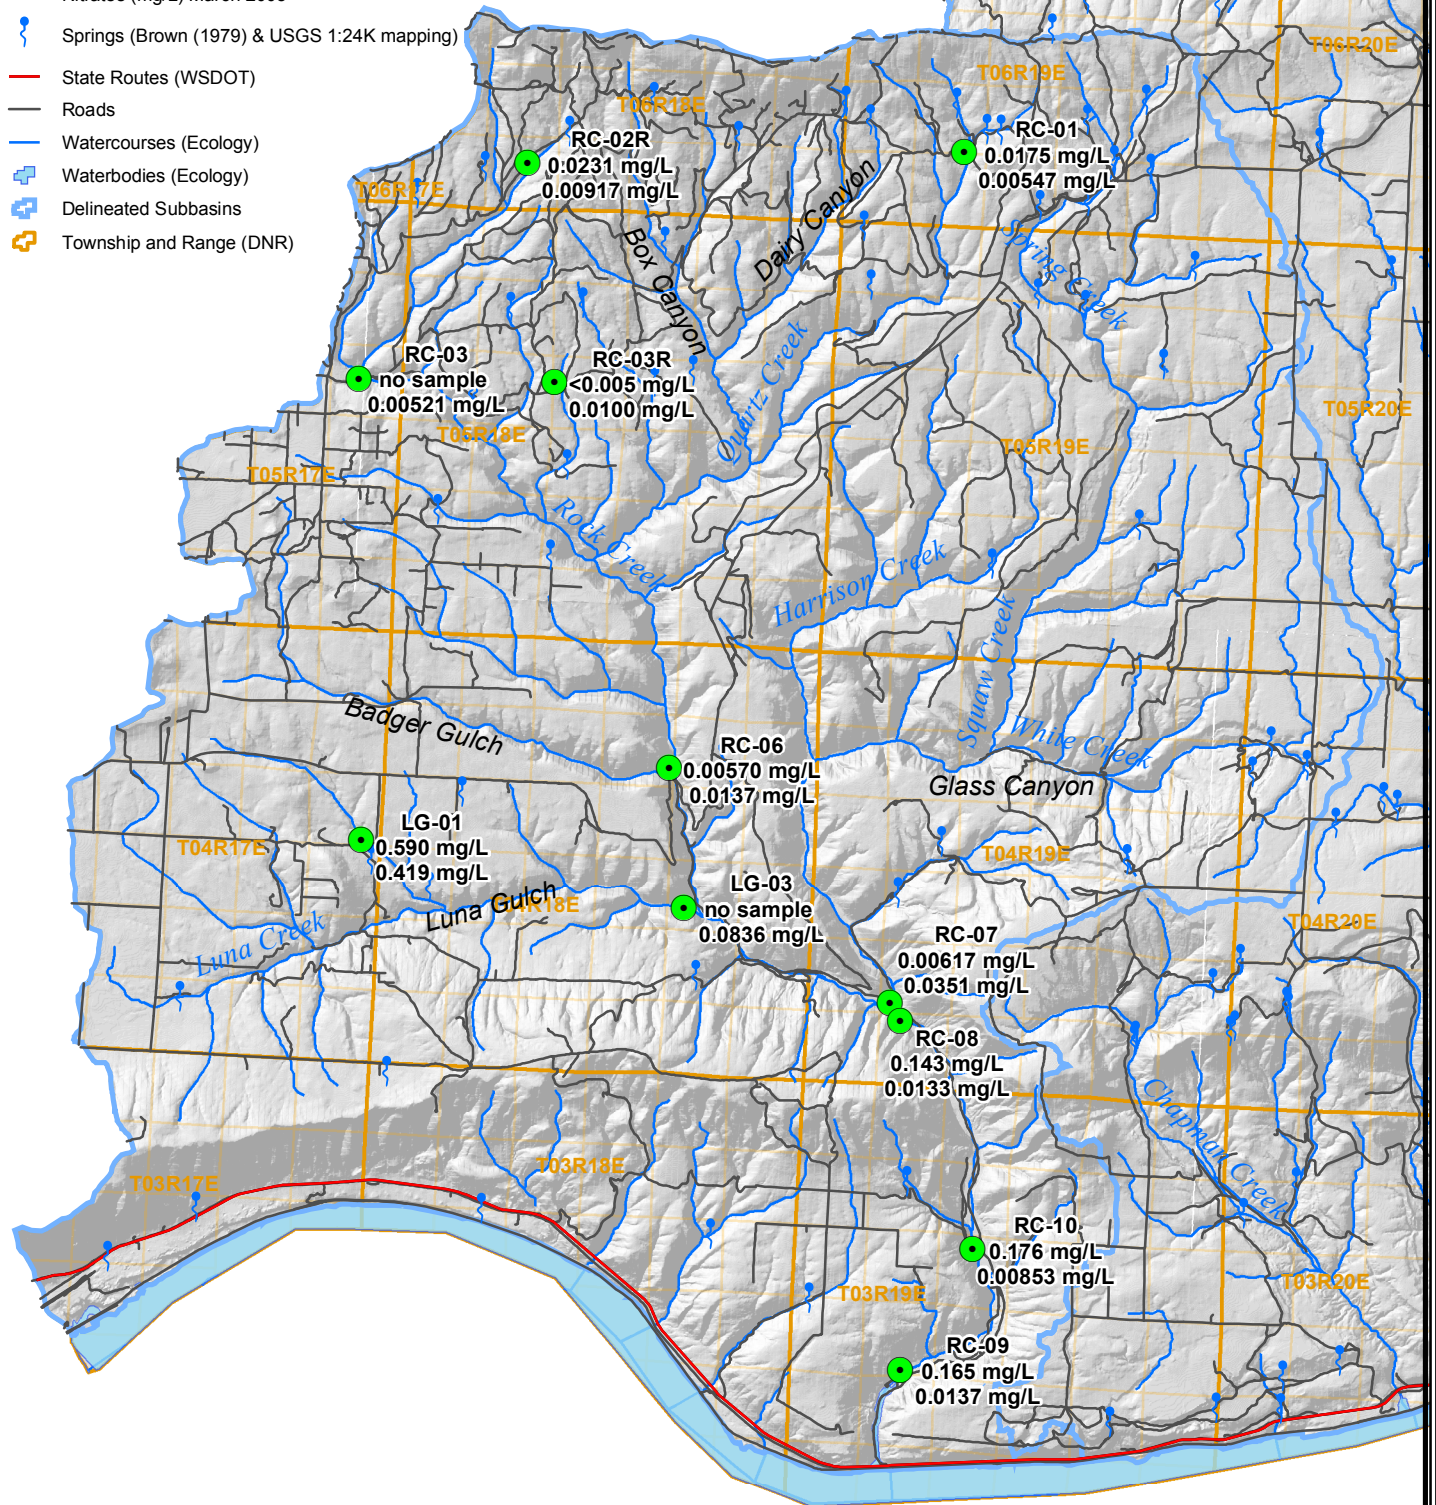 Nitrates (mg/L) March 2008
Springs (Brown (1979) & USGS 1:24K mapping)
State Routes (WSDOT)
Roads
Watercourses (Ecology)
Waterbodies (Ecology)
Delineated Subbasins
Township and Range (DNR)
T06R20E
T06R19E
T06R18E
RC-01
0.0175 mg/L
0.00547 mg/L
RC-02R
0.0231 mg/L
0.00917 mg/L
T06R17E
Dairy Canyon
Box Canyon
Spring Creek
Quartz Creek
RC-03
no sample
0.00521 mg/L
RC-03R
<0.005 mg/L
0.0100 mg/L
T05R20E
T05R18E
T05R19E
T05R17E
Rock Creek
Harrison Creek
Squaw Creek
Badger Gulch
White Creek
RC-06
0.00570 mg/L
0.0137 mg/L
Glass Canyon
LG-01
0.590 mg/L
0.419 mg/L
T04R17E
T04R19E
LG-03
no sample
0.0836 mg/L
Luna Gulch
Luna Creek
T04R20E
RC-07
0.00617 mg/L
0.0351 mg/L
RC-08
0.143 mg/L
0.0133 mg/L
Chapman Creek
T03R18E
T03R17E
RC-10
0.176 mg/L
0.00853 mg/L
T03R19E
T03R20E
RC-09
0.165 mg/L
0.0137 mg/L